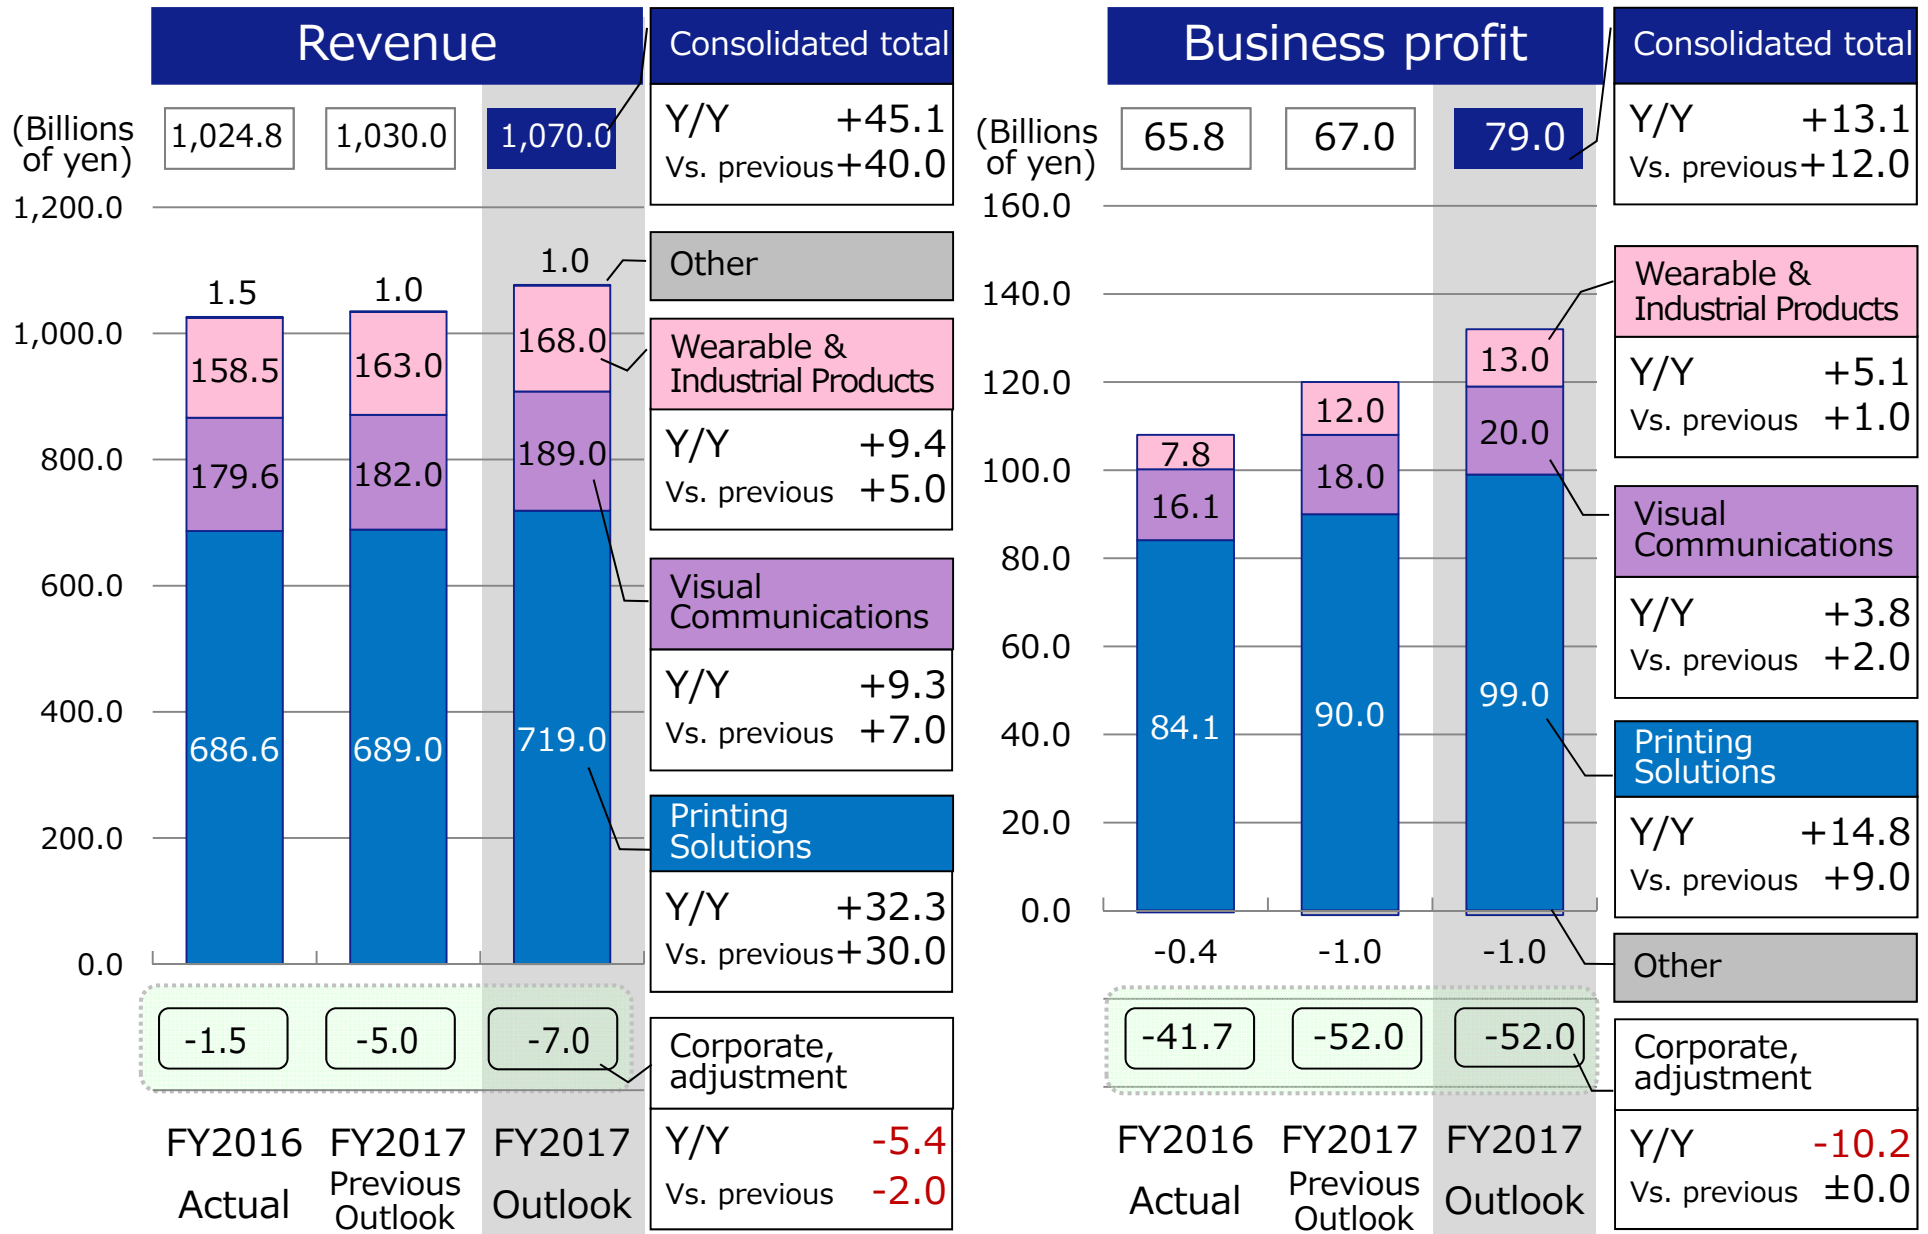 Revenue
(Billions
of yen)
1,024.8
1,030.0
1,070.0
1,200.0
1,000.0
800.0
600.0
400.0
200.0
0.0
1.5
1.0
1.0
158.5
163.0
168.0
179.6
182.0
189.0
686.6
689.0
719.0
-1.5
-5.0
-7.0
FY2016
Actual
FY2017
Previous
Outlook
FY2017
Outlook
Consolidated total
Y/Y +45.1
Vs. previous +40.0
Other
Wearable &
Industrial Products
Y/Y +9.4
Vs. previous +5.0
Visual
Communications
Y/Y +9.3
Vs. previous +7.0
Printing
Solutions
Y/Y +32.3
Vs. previous +30.0
Corporate,
adjustment
Y/Y -5.4
Vs. previous -2.0
Business profit
(Billions
of yen)
65.8
67.0
79.0
160.0
140.0
120.0
100.0
80.0
60.0
40.0
20.0
0.0
7.8
12.0
13.0
16.1
18.0
20.0
84.1
90.0
99.0
-0.4
-1.0
-1.0
-41.7
-52.0
-52.0
FY2016
Actual
FY2017
Previous
Outlook
FY2017
Outlook
Consolidated total
Y/Y +13.1
Vs. previous +12.0
Wearable &
Industrial Products
Y/Y +5.1
Vs. previous +1.0
Visual
Communications
Y/Y +3.8
Vs. previous +2.0
Printing
Solutions
Y/Y +14.8
Vs. previous +9.0
Other
Corporate,
adjustment
Y/Y -10.2
Vs. previous ±0.0